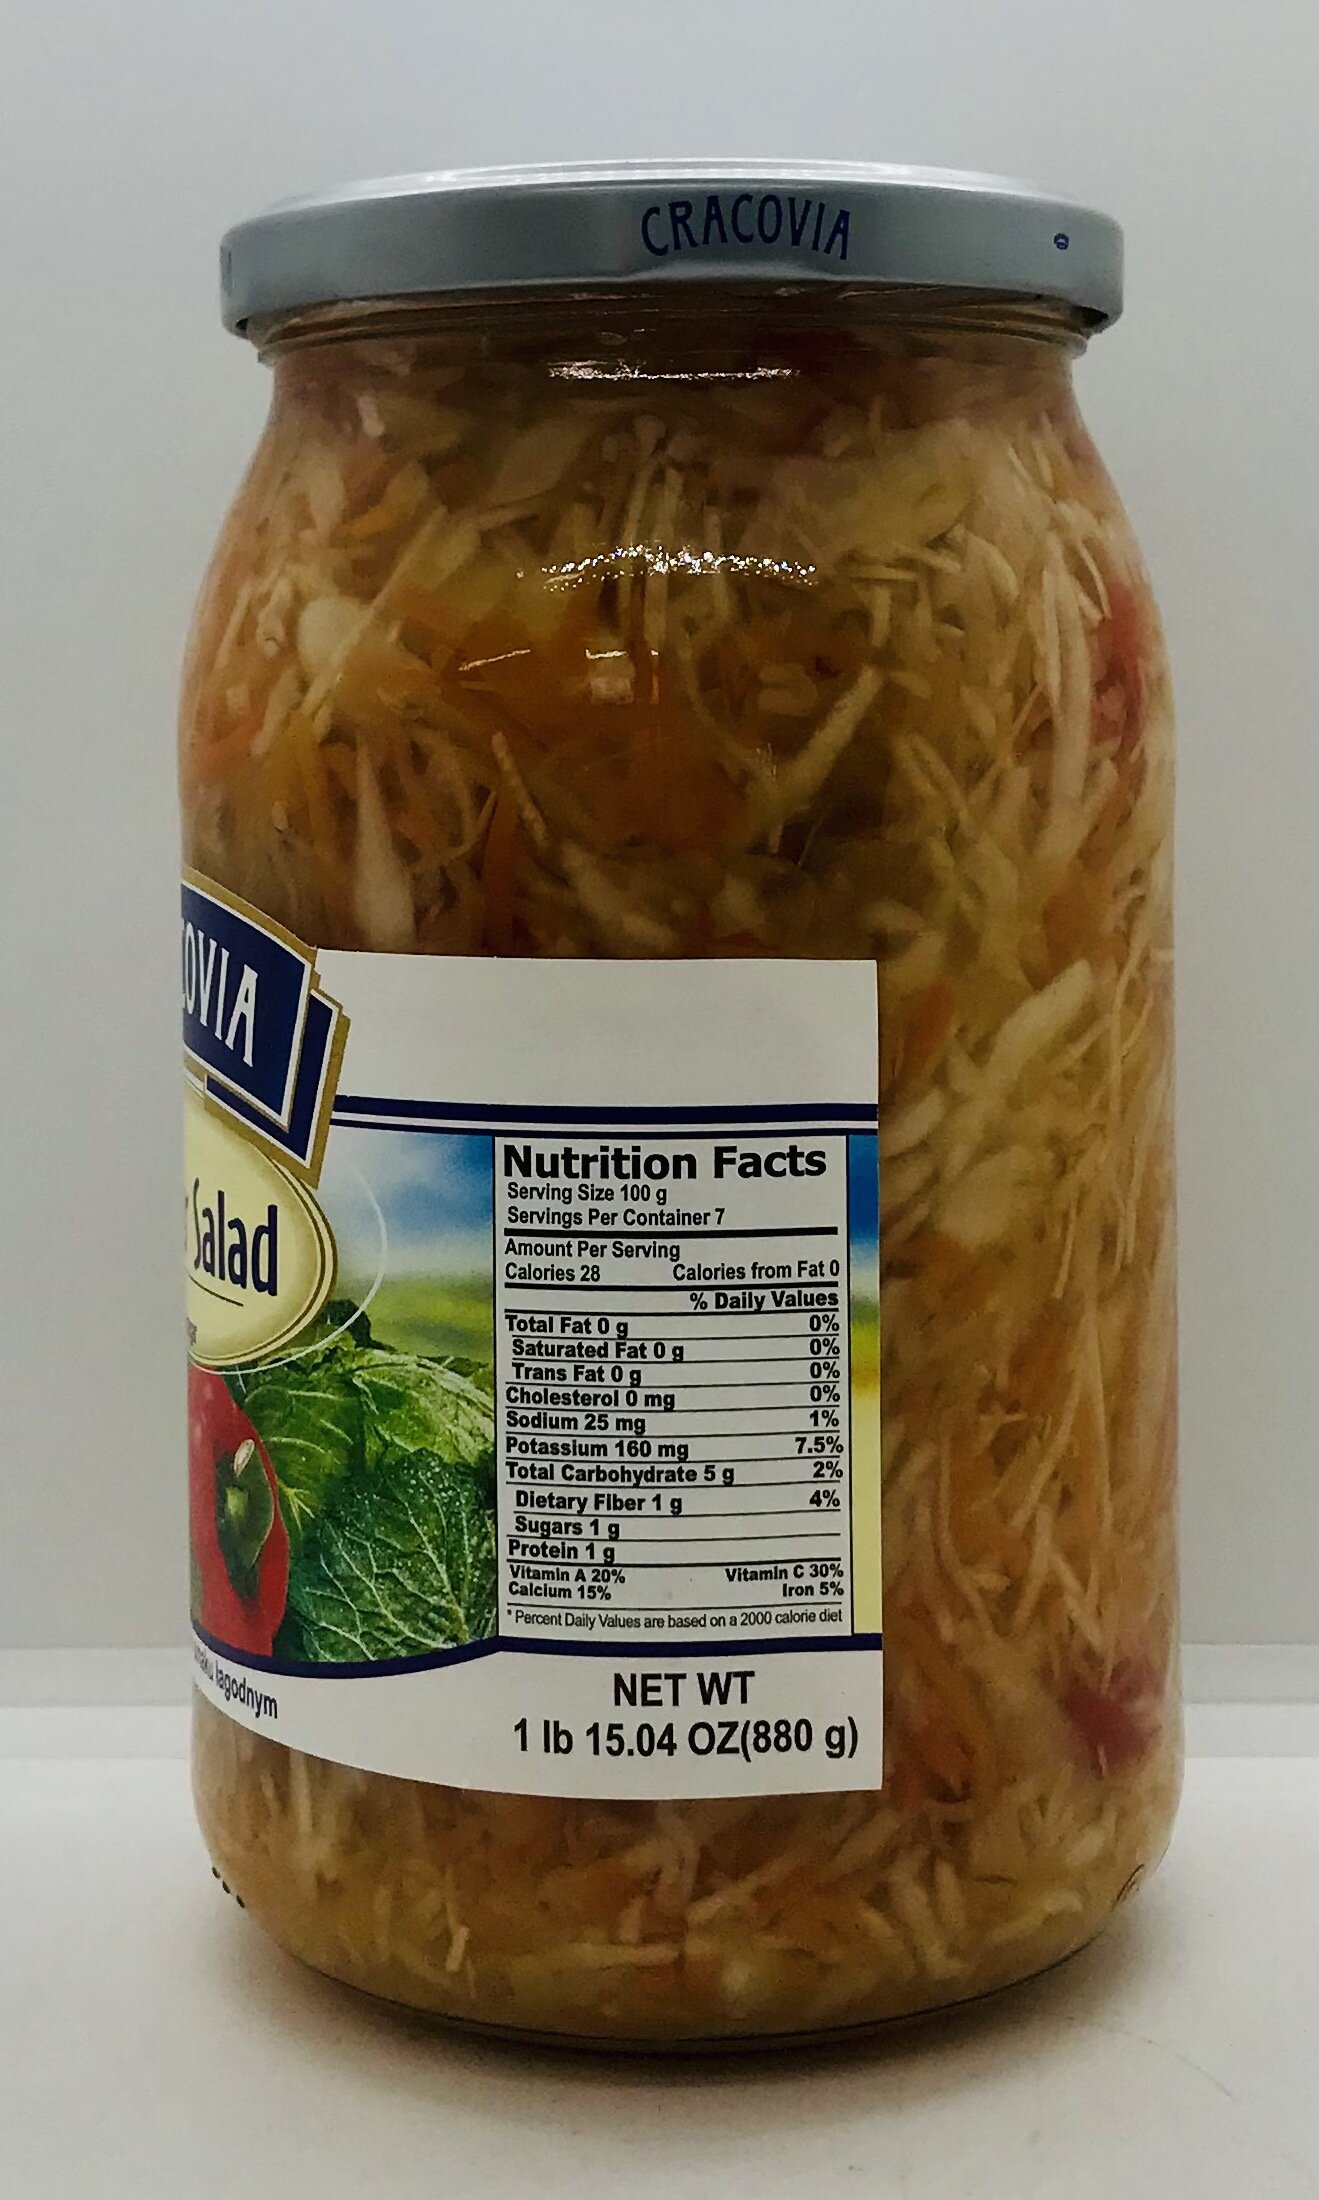 CRACOVIA
OVIA
Salad
Nutrition Facts
Serving Size 100 g
Servings Per Container 7
Amount Per Serving
Calories 28 Calories from Fat 0
% Daily Values
Total Fat 0 g 0%
Saturated Fat 0 g 0%
Trans Fat 0 g 0%
Cholesterol 0 mg 0%
Sodium 25 mg 1%
Potassium 160 mg 7.5%
Total Carbohydrate 5 g 2%
Dietary Fiber 1 g 4%
Sugars 1 g
Protein 1 g
Vitamin A 20% Vitamin C 30%
Calcium 15% Iron 5%
* Percent Daily Values are based on a 2000 calorie diet
łagodnym
NET WT
1 lb 15.04 OZ(880 g)